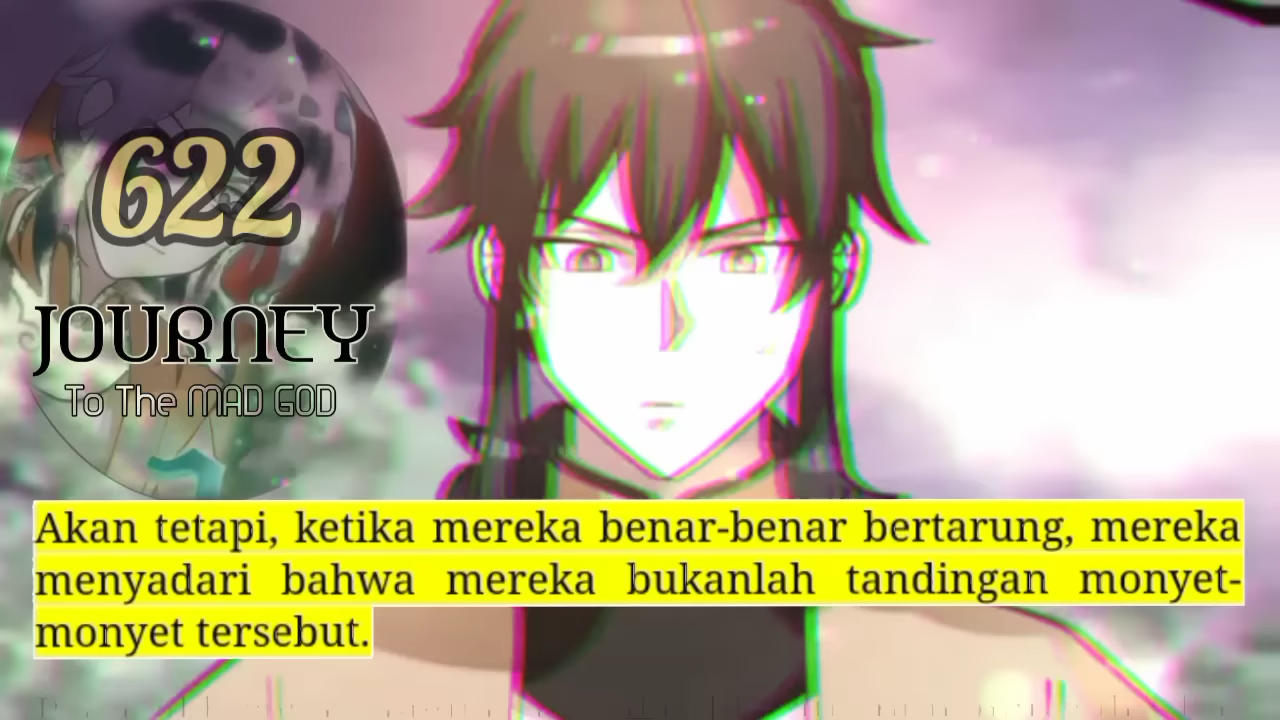 622
JOURNEY
To The MAD GOD
Akan tetapi, ketika mereka benar-benar bertarung, mereka
menyadari bahwa mereka bukanlah tandingan monyet-
monyet tersebut.